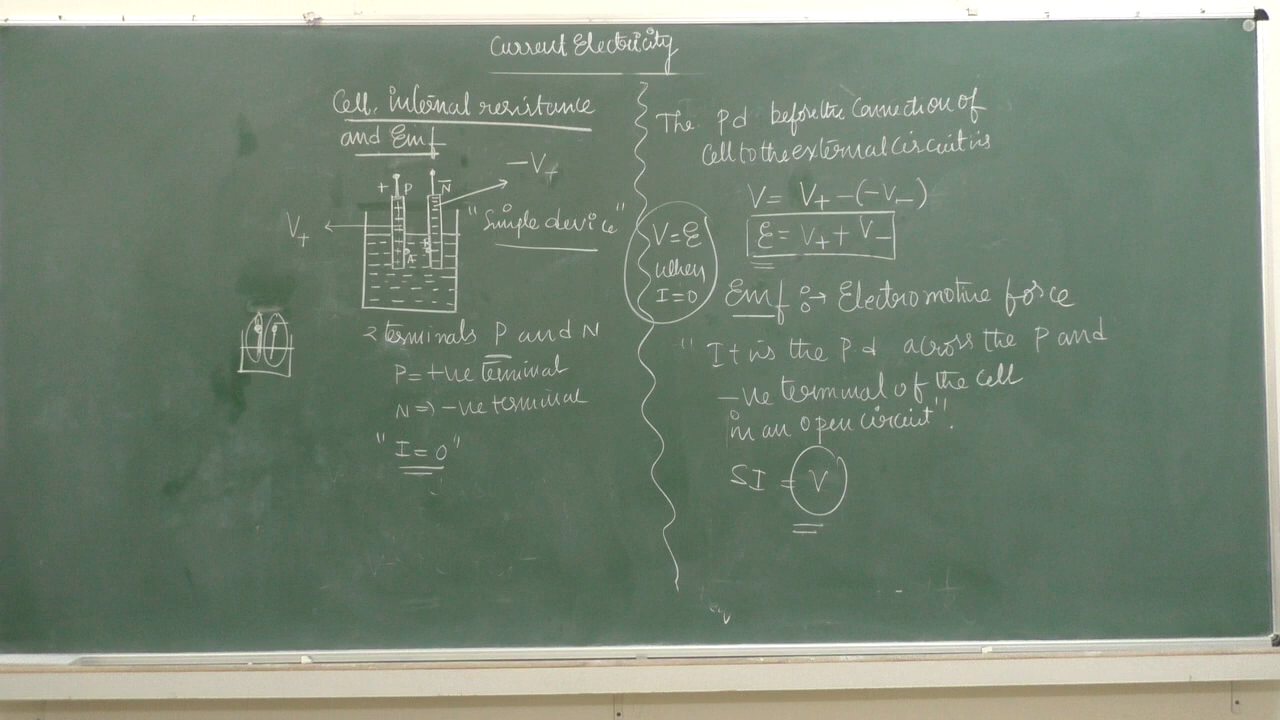 Current Electricity
Cell, internal resistance
and Emf
+ P
N
-V+
V+
"Simple device"
A
B
2 terminals P and N
P = +ve terminal
N => -ve terminal
"I = 0"
V = ε
when
I = 0
The Pd before the Connection of
Cell to the external Circuit is
V = V+ - (-V-)
ε = V+ + V-
Emf :→ Electromotive force
"It is the Pd across the P and
-ve terminal of the cell
in an open circuit".
SI = V